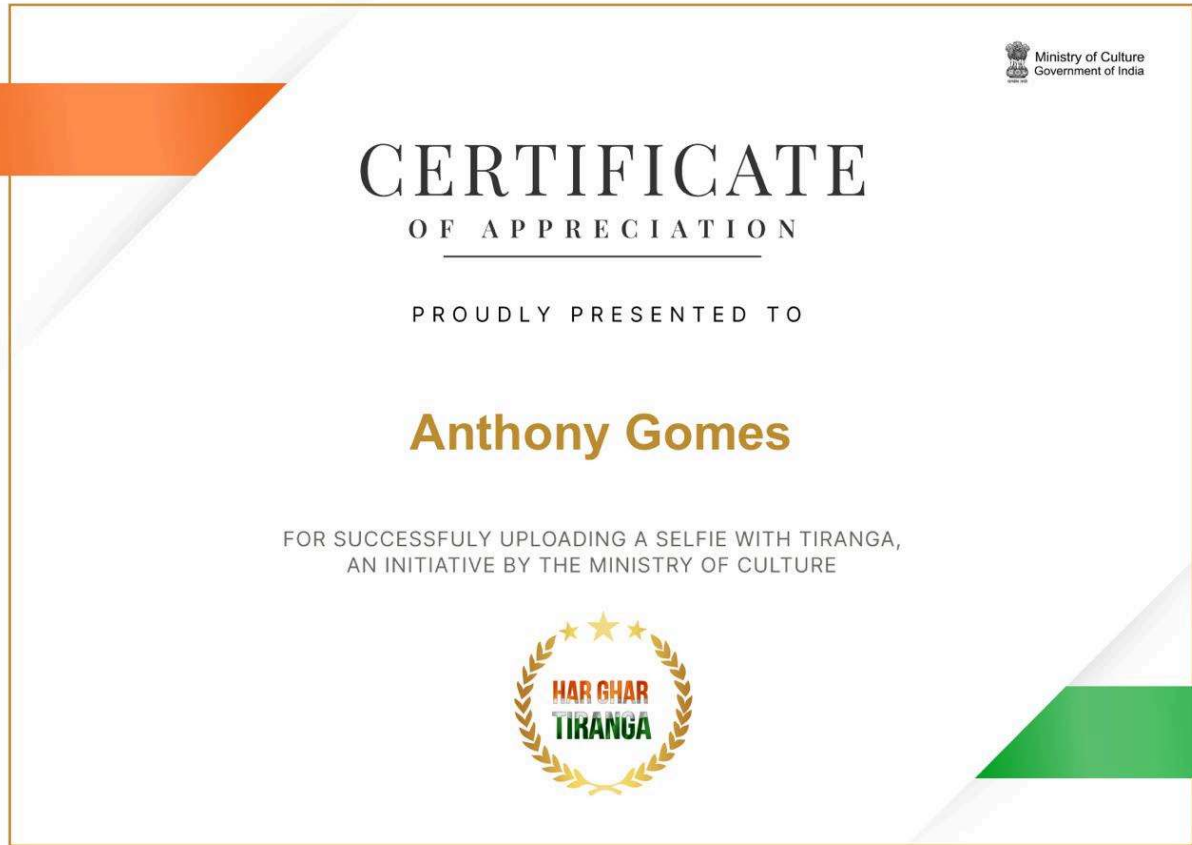 Ministry of Culture
Government of India
CERTIFICATE
OF APPRECIATION
PROUDLY PRESENTED TO
Anthony Gomes
FOR SUCCESSFULY UPLOADING A SELFIE WITH TIRANGA,
AN INITIATIVE BY THE MINISTRY OF CULTURE
HAR GHAR
TIRANGA